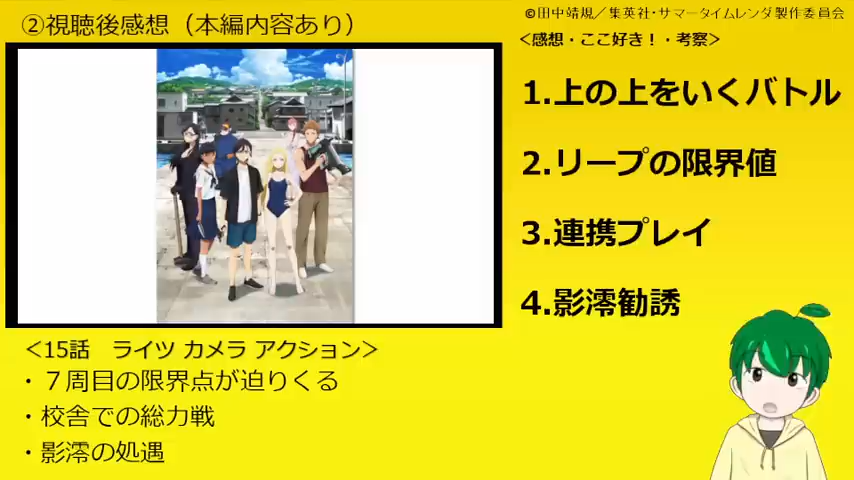 ②視聴後感想（本編内容あり）
©田中靖規／集英社・サマータイムレンダ製作委員会
<感想・ここ好き！・考察>
1.上の上をいくバトル
2.リープの限界値
3.連携プレイ
4.影澪勧誘
<15話　ライツ カメラ アクション>
・７周目の限界点が迫りくる
・校舎での総力戦
・影澪の処遇